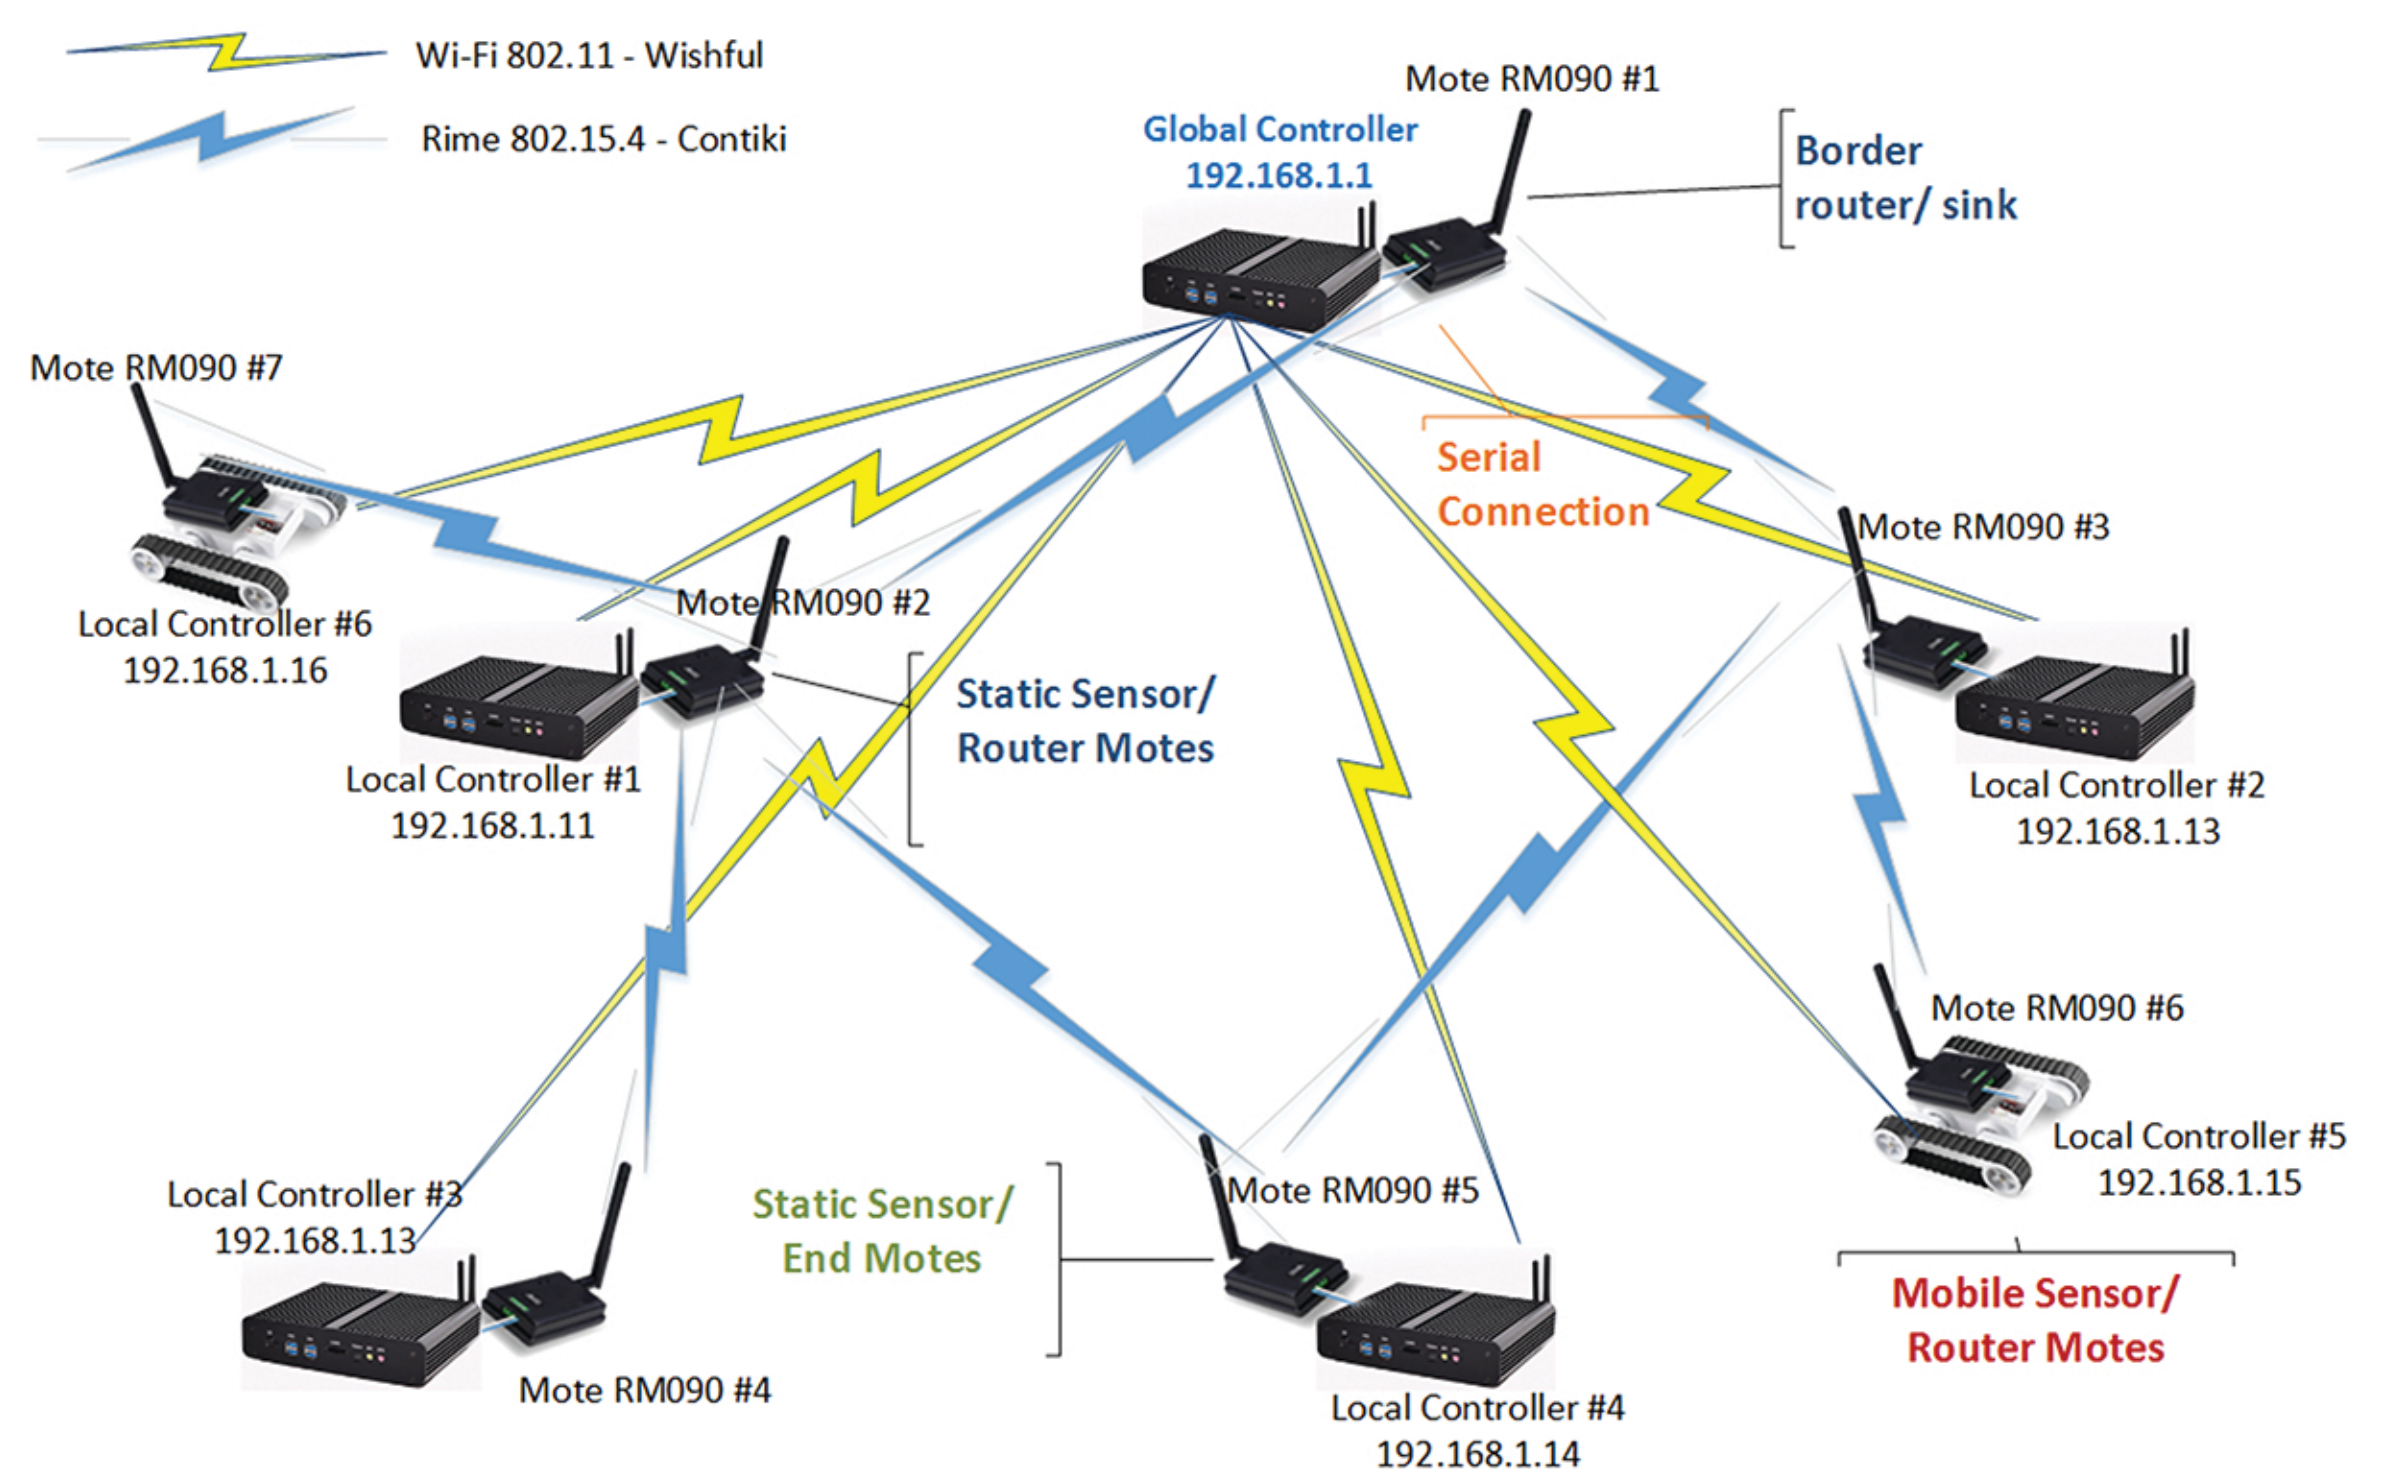 Wi-Fi 802.11 - Wishful
Rime 802.15.4 - Contiki
Mote RM090 #1
Global Controller
192.168.1.1
Border
router/ sink
Mote RM090 #7
Serial
Connection
Mote RM090 #3
Mote RM090 #2
Local Controller #6
192.168.1.16
Static Sensor/
Router Motes
Local Controller #1
192.168.1.11
Local Controller #2
192.168.1.13
Mote RM090 #6
Local Controller #5
192.168.1.15
Local Controller #3
192.168.1.13
Static Sensor/
End Motes
Mote RM090 #5
Mobile Sensor/
Router Motes
Mote RM090 #4
Local Controller #4
192.168.1.14